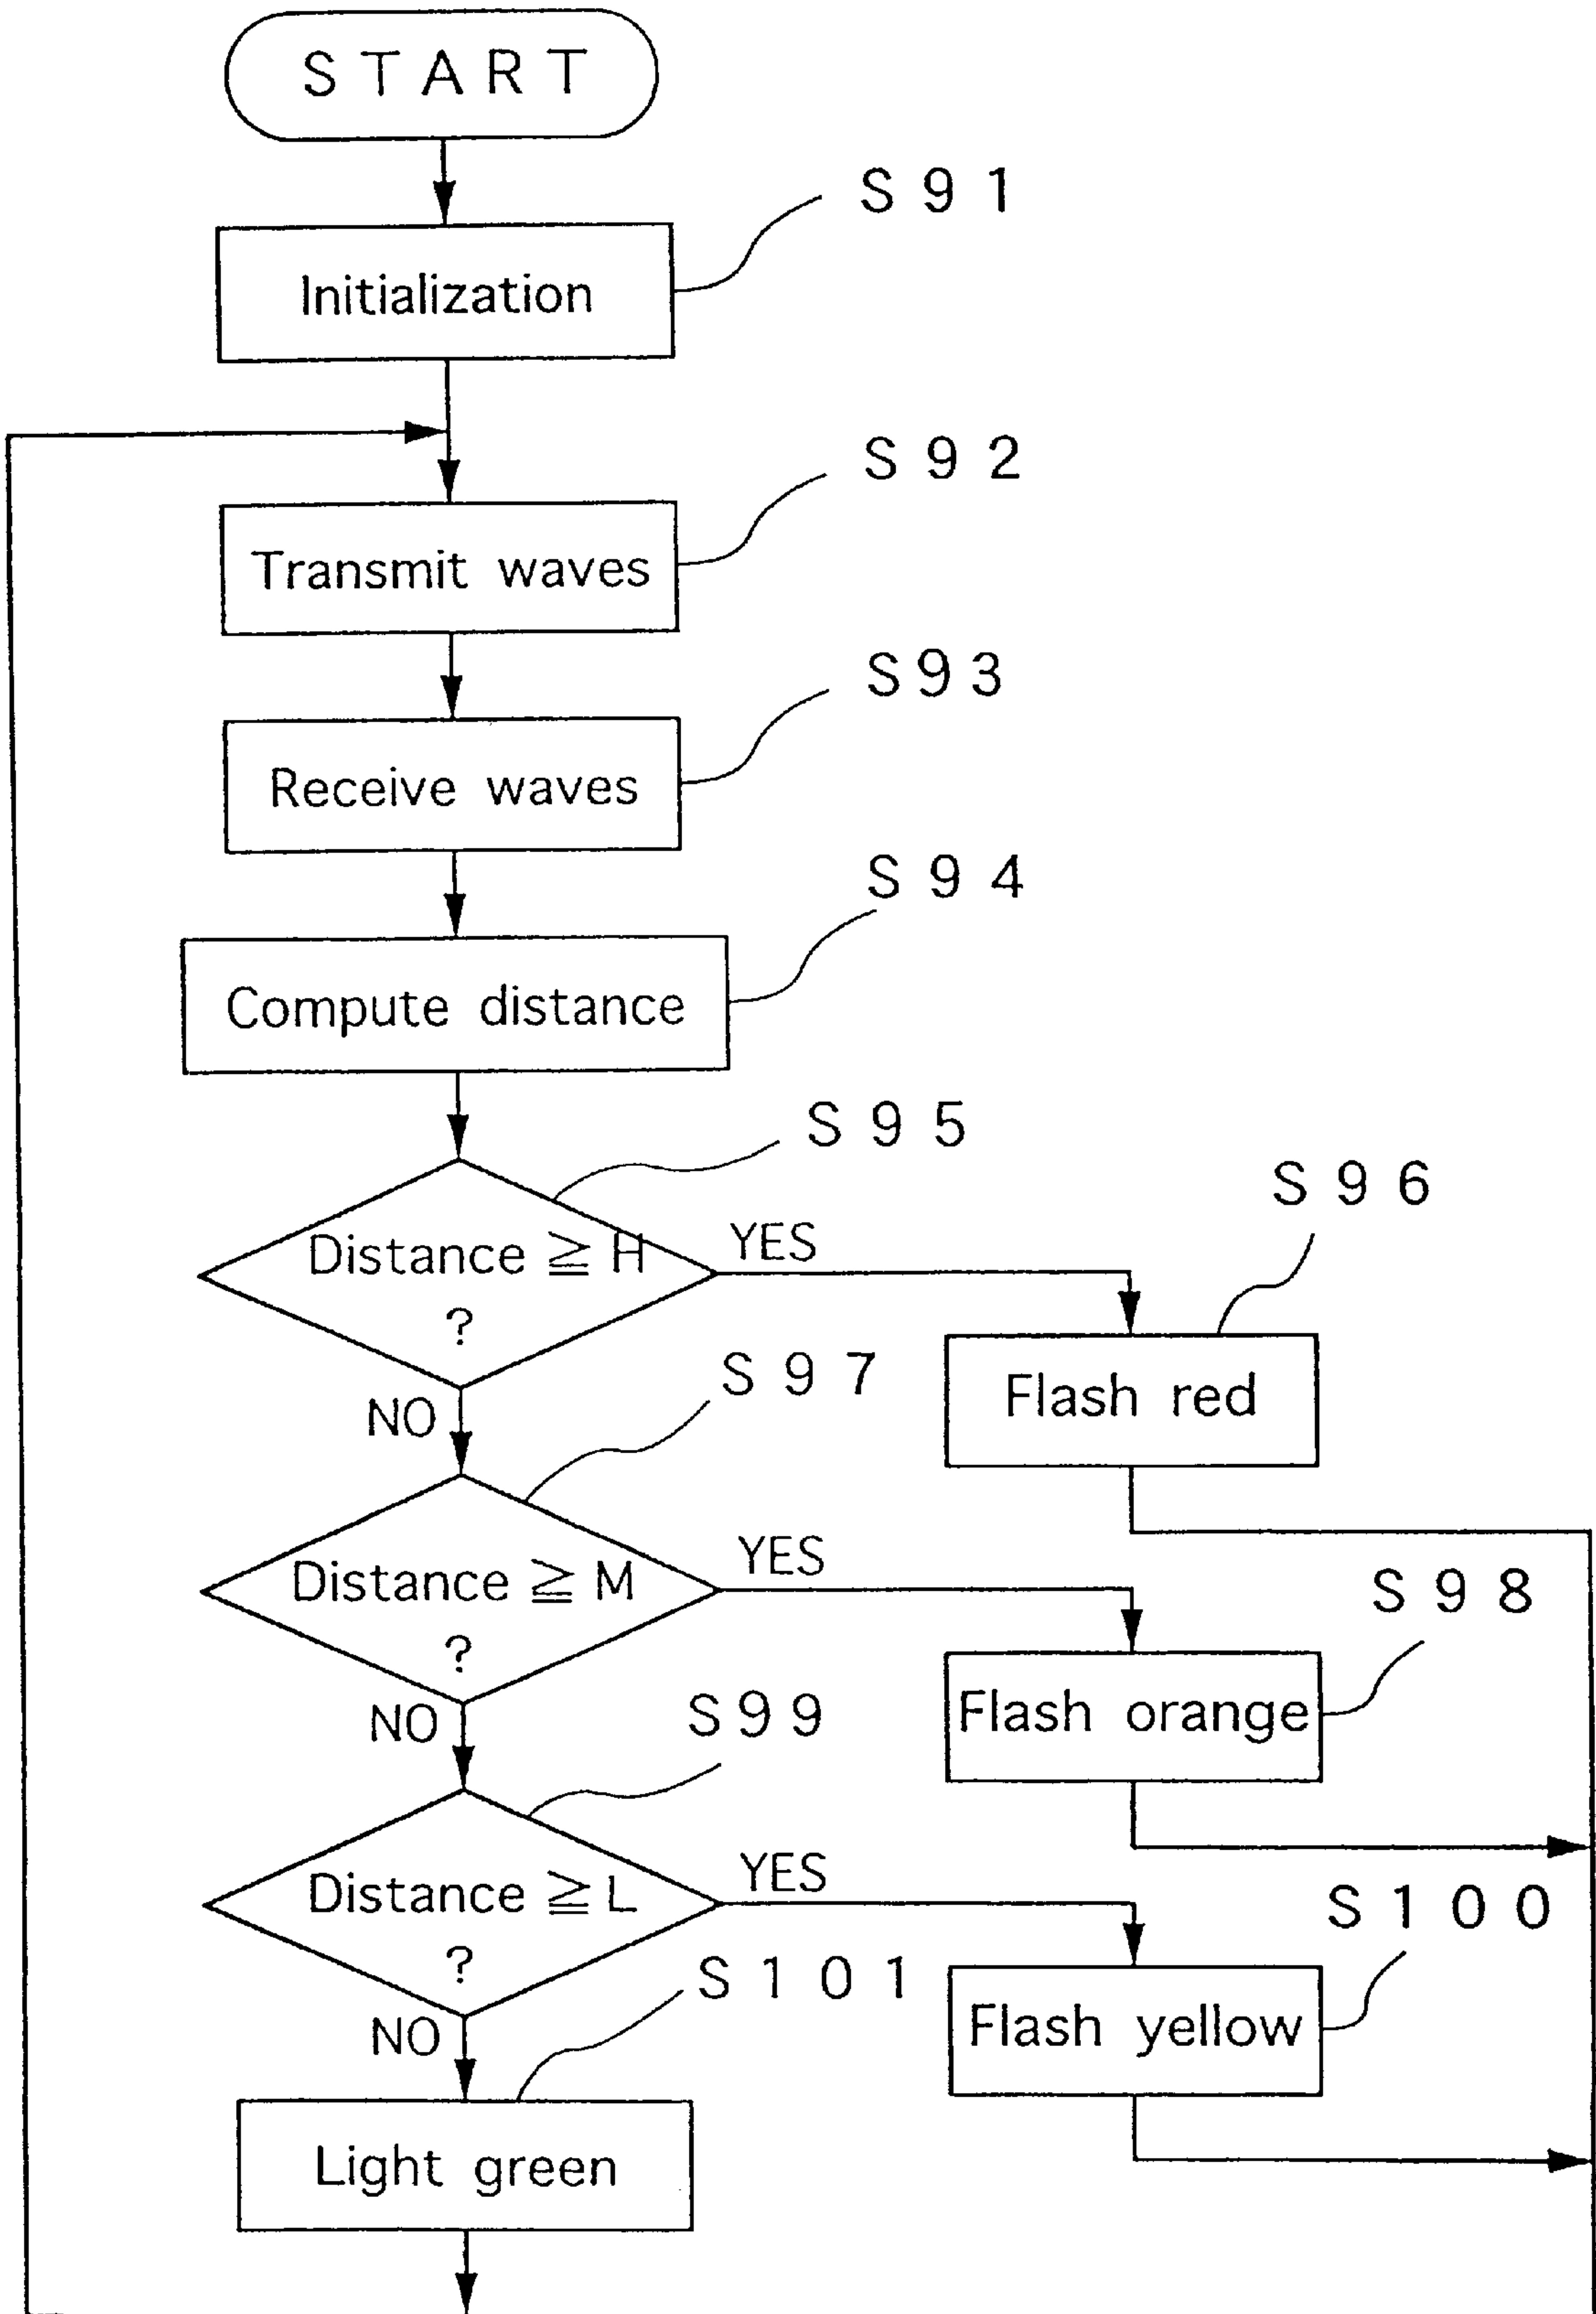 START
S91
Initialization
S92
Transmit waves
S93
Receive waves
S94
Compute distance
S95
Distance ≧ H
?
YES
S96
Flash red
NO
S97
Distance ≧ M
?
YES
S98
Flash orange
NO
S99
Distance ≧ L
?
YES
S100
Flash yellow
NO
S101
Light green